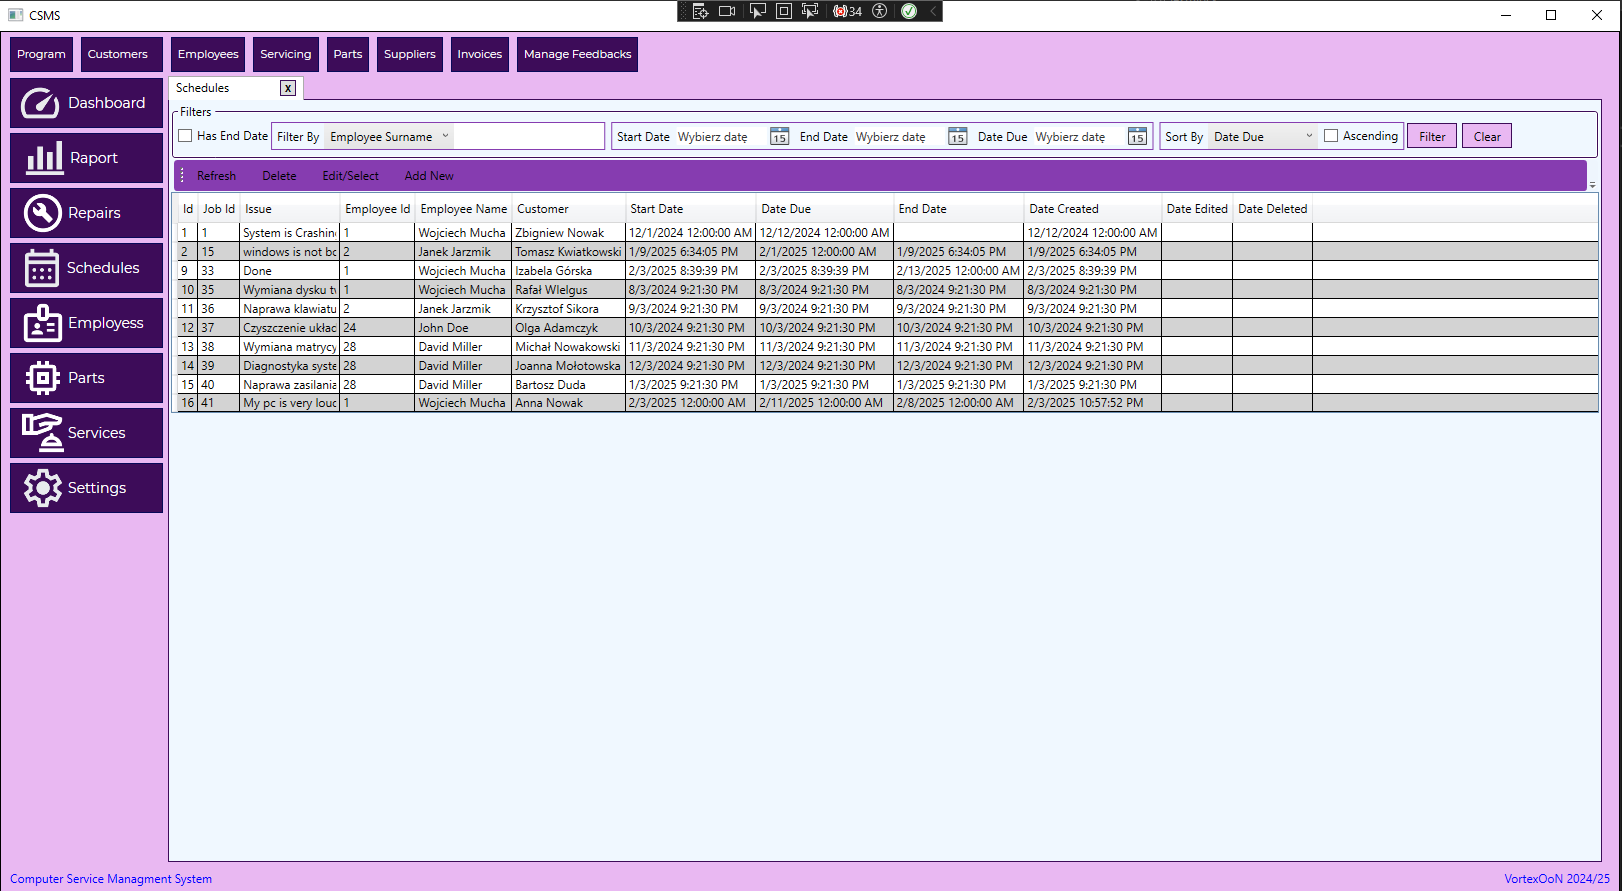 CSMS
34
Program Customers Employees Servicing Parts Suppliers Invoices Manage Feedbacks
Dashboard
Raport
Repairs
Schedules
Employess
Parts
Services
Settings
Schedules X
Filters
Has End Date Filter By Employee Surname Start Date Wybierz datę 15 End Date Wybierz datę 15 Date Due Wybierz datę 15 Sort By Date Due Ascending Filter Clear
Refresh Delete Edit/Select Add New
Id Job Id Issue Employee Id Employee Name Customer Start Date Date Due End Date Date Created Date Edited Date Deleted
1 1 System is Crashin 1 Wojciech Mucha Zbigniew Nowak 12/1/2024 12:00:00 AM 12/12/2024 12:00:00 AM 12/12/2024 12:00:00 AM
2 15 windows is not bo 2 Janek Jarzmik Tomasz Kwiatkowski 1/9/2025 6:34:05 PM 2/1/2025 12:00:00 AM 1/9/2025 6:34:05 PM 1/9/2025 6:34:05 PM
9 33 Done 1 Wojciech Mucha Izabela Górska 2/3/2025 8:39:39 PM 2/3/2025 8:39:39 PM 2/13/2025 12:00:00 AM 2/3/2025 8:39:39 PM
10 35 Wymiana dysku tw 1 Wojciech Mucha Rafał WIelgus 8/3/2024 9:21:30 PM 8/3/2024 9:21:30 PM 8/3/2024 9:21:30 PM 8/3/2024 9:21:30 PM
11 36 Naprawa klawiatu 2 Janek Jarzmik Krzysztof Sikora 9/3/2024 9:21:30 PM 9/3/2024 9:21:30 PM 9/3/2024 9:21:30 PM 9/3/2024 9:21:30 PM
12 37 Czyszczenie układ 24 John Doe Olga Adamczyk 10/3/2024 9:21:30 PM 10/3/2024 9:21:30 PM 10/3/2024 9:21:30 PM 10/3/2024 9:21:30 PM
13 38 Wymiana matrycy 28 David Miller Michał Nowakowski 11/3/2024 9:21:30 PM 11/3/2024 9:21:30 PM 11/3/2024 9:21:30 PM 11/3/2024 9:21:30 PM
14 39 Diagnostyka syste 28 David Miller Joanna Mołotowska 12/3/2024 9:21:30 PM 12/3/2024 9:21:30 PM 12/3/2024 9:21:30 PM 12/3/2024 9:21:30 PM
15 40 Naprawa zasilania 28 David Miller Bartosz Duda 1/3/2025 9:21:30 PM 1/3/2025 9:21:30 PM 1/3/2025 9:21:30 PM 1/3/2025 9:21:30 PM
16 41 My pc is very louc 1 Wojciech Mucha Anna Nowak 2/3/2025 12:00:00 AM 2/11/2025 12:00:00 AM 2/8/2025 12:00:00 AM 2/3/2025 10:57:52 PM
Computer Service Managment System
VortexOoN 2024/25